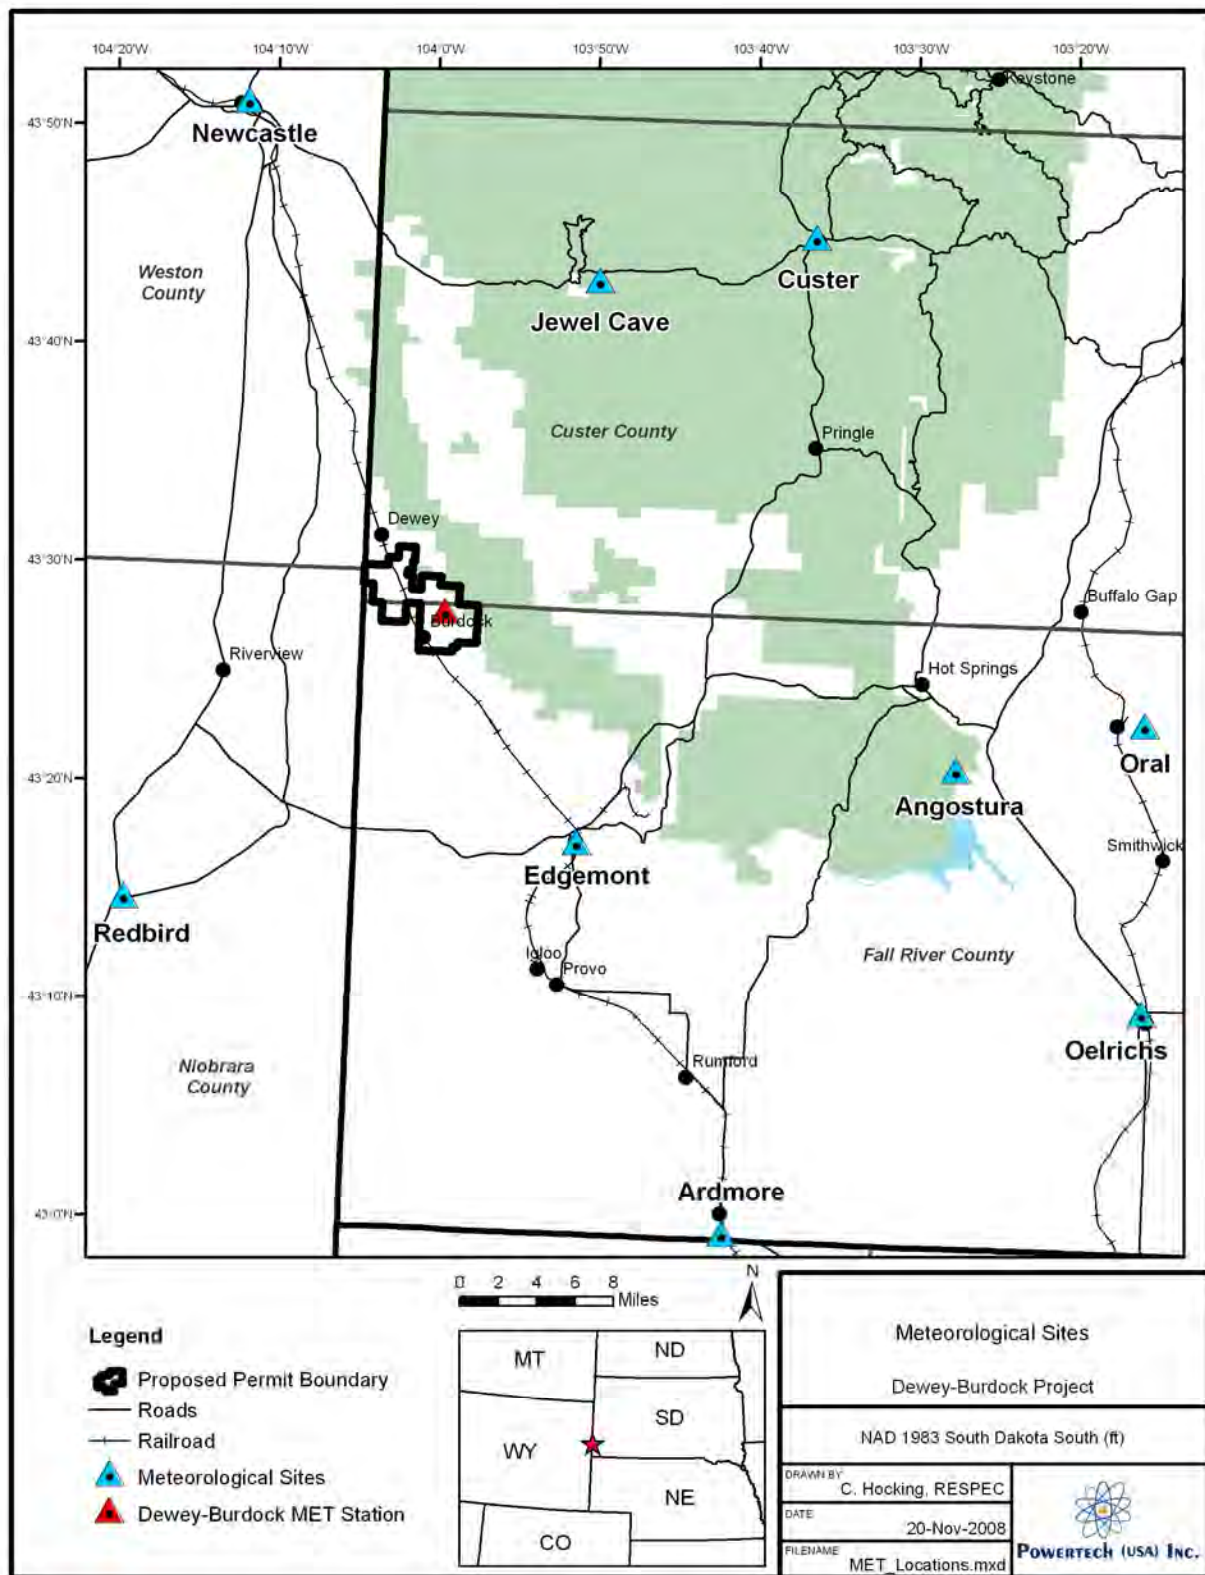 104°20'W 104°10'W 104°0'W 103°50'W 103°40'W 103°30'W 103°20'W
Keystone
43°50'N
Newcastle
Weston
County
Custer
Jewel Cave
43°40'N
Custer County
Pringle
Dewey
43°30'N
Burdock
Buffalo Gap
Riverview
Hot Springs
Oral
43°20'N
Angostura
Smithwick
Edgemont
Redbird
Fall River County
Igloo
Provo
43°10'N
Oelrichs
Rumford
Niobrara
County
Ardmore
43°0'N
0 2 4 6 8
Miles
N
Legend
Proposed Permit Boundary
Roads
Railroad
Meteorological Sites
Dewey-Burdock MET Station
MT
ND
SD
WY
NE
CO
Meteorological Sites
Dewey-Burdock Project
NAD 1983 South Dakota South (ft)
DRAWN BY
C. Hocking, RESPEC
DATE
20-Nov-2008
FILENAME
MET_Locations.mxd
POWERTECH (USA) INC.